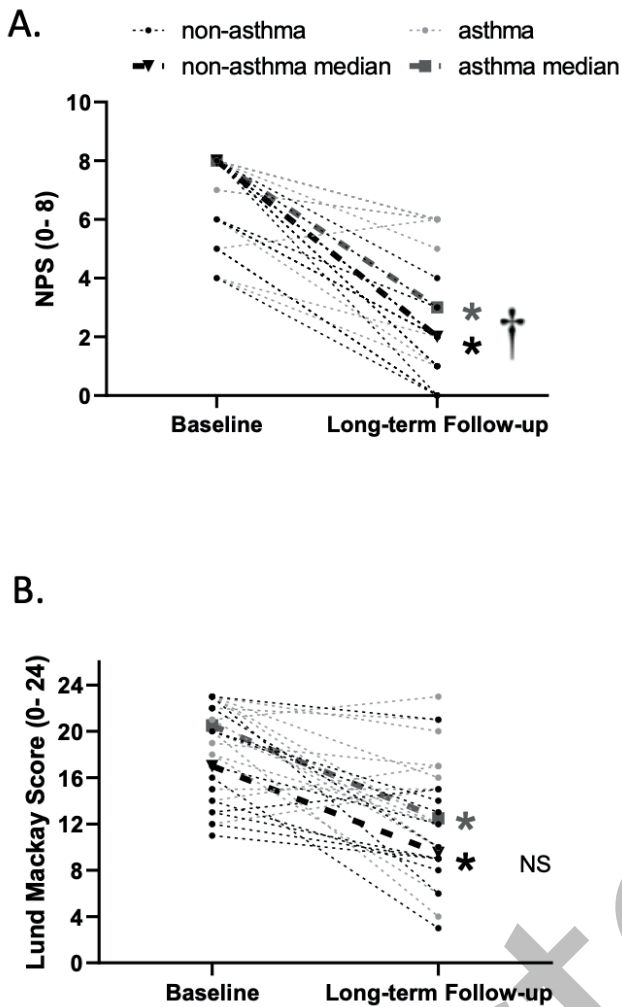 A.
non-asthma asthma
non-asthma median asthma median
10
8
6
4
2
0
NPS (0- 8)
* †
*
Baseline Long-term Follow-up
B.
24
20
16
12
8
4
0
Lund Mackay Score (0- 24)
*
* NS
Baseline Long-term Follow-up